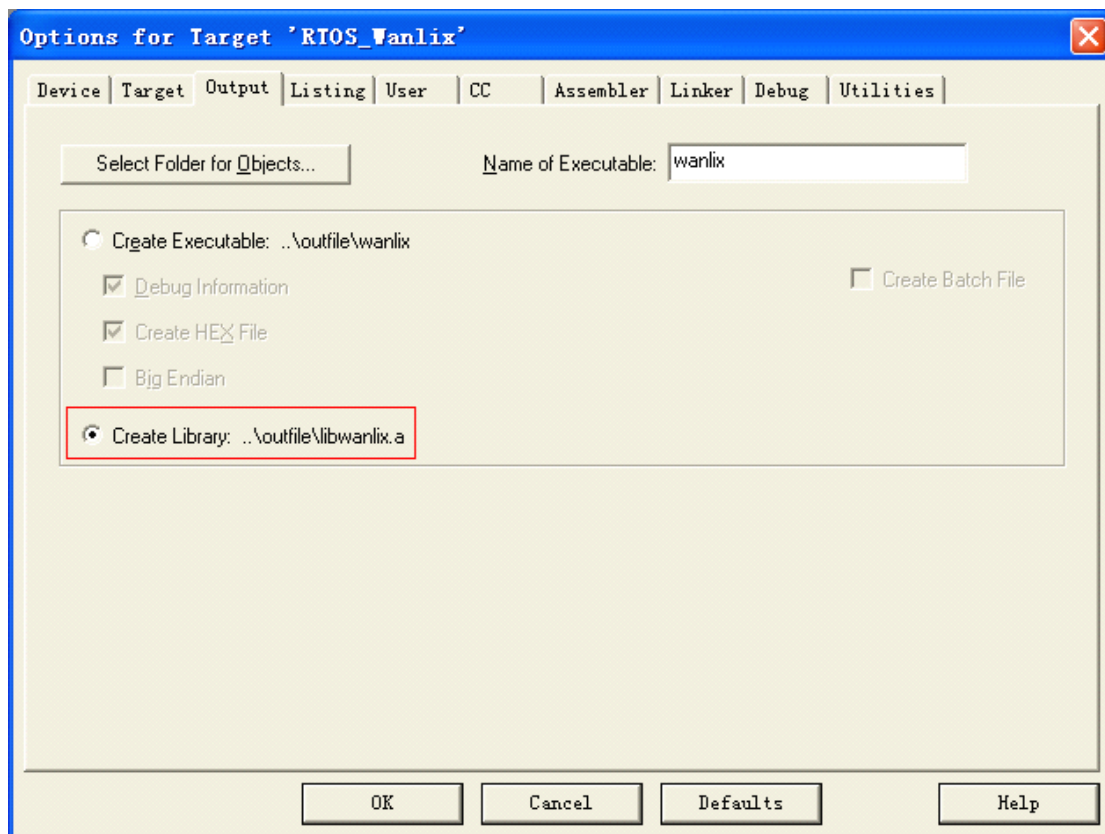 Options for Target 'RTOS_Wanlix'
Device Target Output Listing User CC Assembler Linker Debug Utilities
Select Folder for Objects... Name of Executable: wanlix
Create Executable: ..\outfile\wanlix
Debug Information Create Batch File
Create HEX File
Big Endian
Create Library: ..\outfile\libwanlix.a
OK Cancel Defaults Help